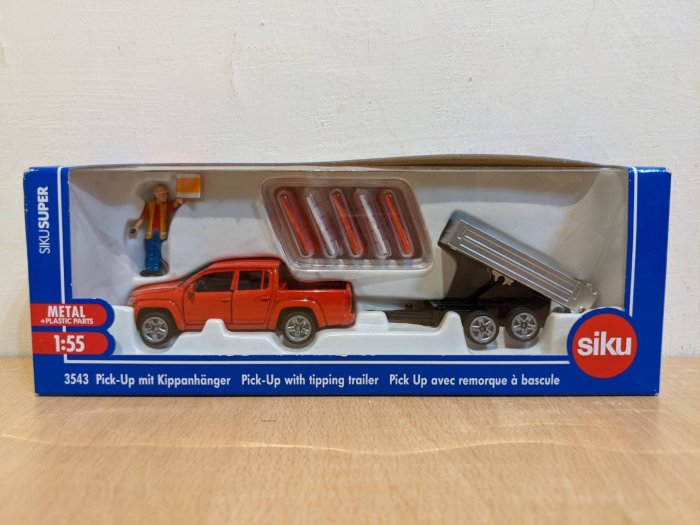 SIKUSUPER
METAL
+PLASTIC PARTS
1:55
siku
3543 Pick-Up mit Kippanhänger Pick-Up with tipping trailer Pick Up avec remorque à bascule